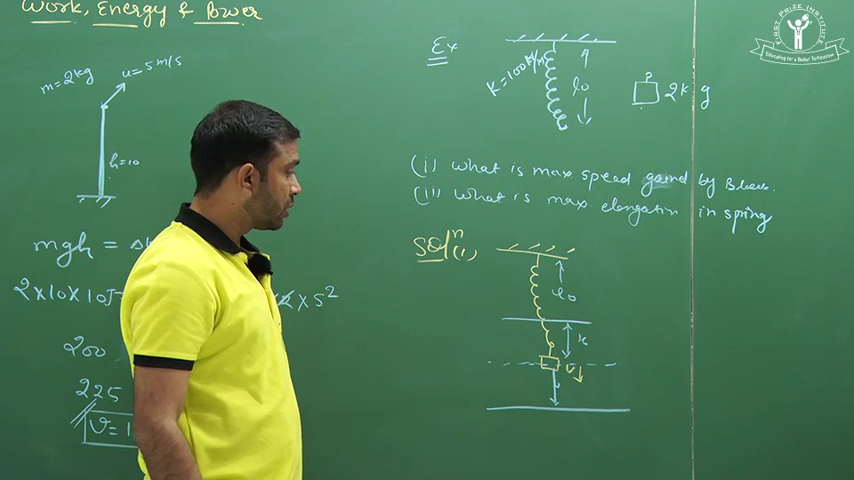 Work, Energy & Power
m=2kg
u=5m/s
h=10
mgh =
2×10×10
×5²
200
225
v=1
Ex
K=100N/m
l₀
2kg
(i) what is max speed gained by Block.
(ii) what is max. elongation in spring
Solⁿ(i)
l₀
x
v
FIRST PRIZE INSTITUTE
Educating for a Better Tomorrow